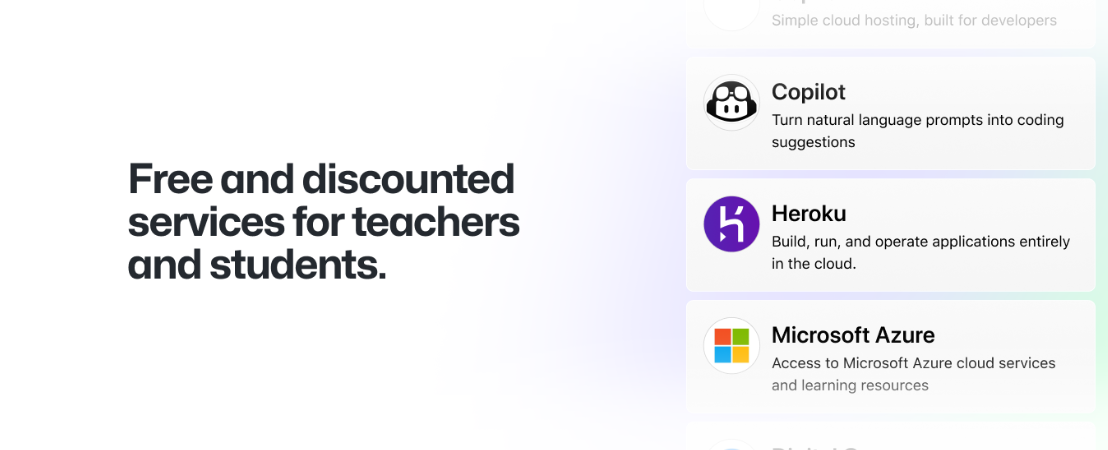 Simple cloud hosting, built for developers
Copilot
Turn natural language prompts into coding
suggestions
Free and discounted
services for teachers
and students.
Heroku
Build, run, and operate applications entirely
in the cloud.
Microsoft Azure
Access to Microsoft Azure cloud services
and learning resources